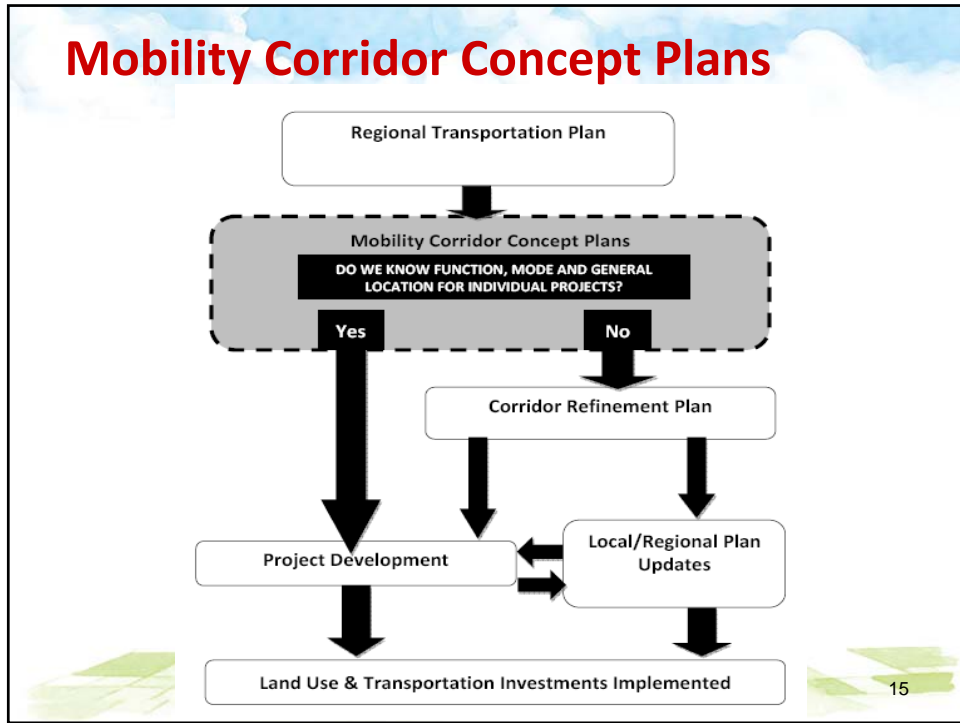 Mobility Corridor Concept Plans
Regional Transportation Plan
Mobility Corridor Concept Plans
DO WE KNOW FUNCTION, MODE AND GENERAL
LOCATION FOR INDIVIDUAL PROJECTS?
Yes
No
Corridor Refinement Plan
Project Development
Local/Regional Plan
Updates
Land Use & Transportation Investments Implemented
15